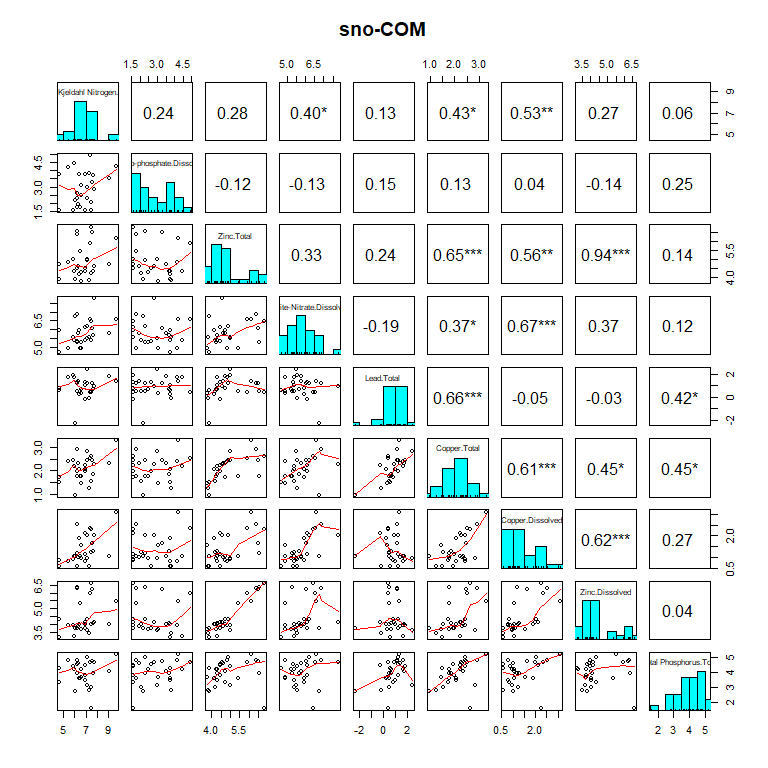 sno-COM
1.5 3.0 4.5 5.0 6.5 1.0 2.0 3.0 3.5 5.0 6.5
Kjeldahl Nitrogen. 0.24 0.28 0.40* 0.13 0.43* 0.53** 0.27 0.06 5 7 9
1.5 3.0 4.5 o-phosphate.Disso -0.12 -0.13 0.15 0.13 0.04 -0.14 0.25
Zinc.Total 0.33 0.24 0.65*** 0.56** 0.94*** 0.14 4.0 5.5
5.0 6.5 ite-Nitrate.Dissolv -0.19 0.37* 0.67*** 0.37 0.12
Lead.Total 0.66*** -0.05 -0.03 0.42* -2 0 2
1.0 2.0 3.0 Copper.Total 0.61*** 0.45* 0.45*
Copper.Dissolved 0.62*** 0.27 0.5 2.0
3.5 5.0 6.5 Zinc.Dissolved 0.04
tal Phosphorus.To 2 3 4 5
5 7 9 4.0 5.5 -2 0 2 0.5 2.0 2 3 4 5